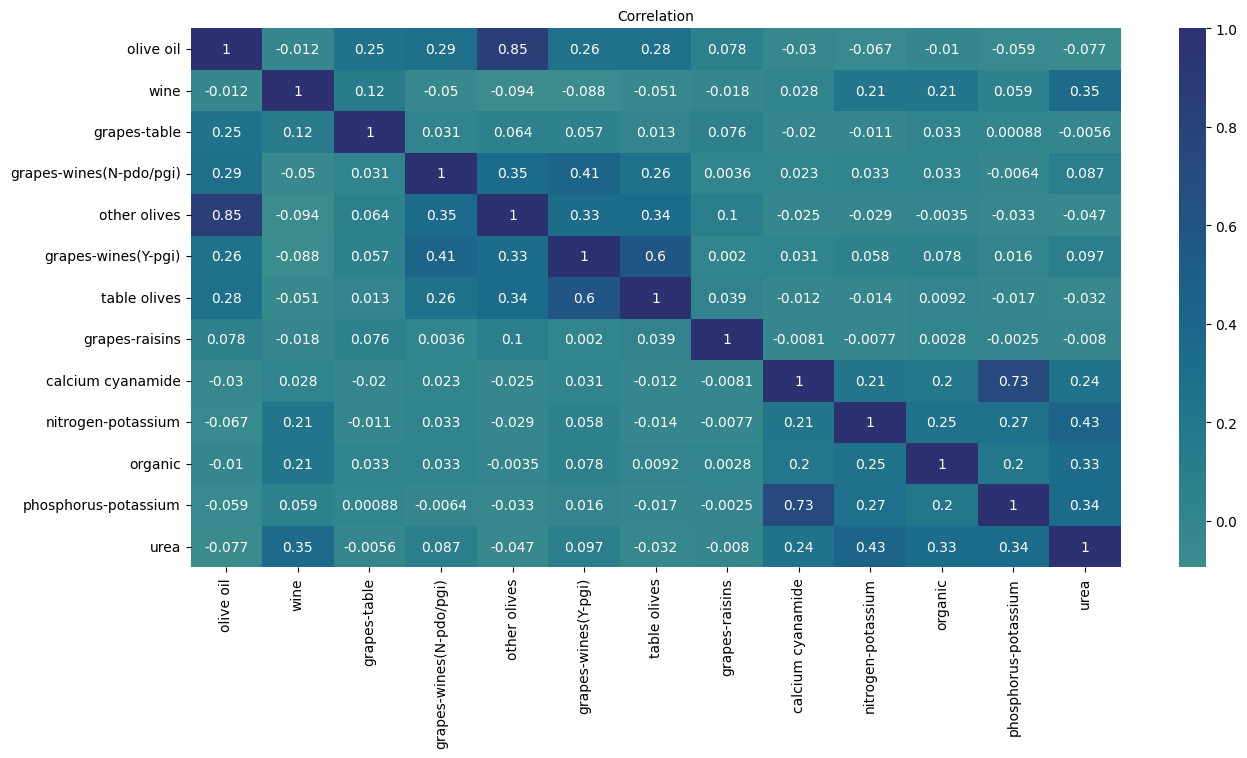 Correlation
olive oil 1 -0.012 0.25 0.29 0.85 0.26 0.28 0.078 -0.03 -0.067 -0.01 -0.059 -0.077
wine -0.012 1 0.12 -0.05 -0.094 -0.088 -0.051 -0.018 0.028 0.21 0.21 0.059 0.35
grapes-table 0.25 0.12 1 0.031 0.064 0.057 0.013 0.076 -0.02 -0.011 0.033 0.00088 -0.0056
grapes-wines(N-pdo/pgi) 0.29 -0.05 0.031 1 0.35 0.41 0.26 0.0036 0.023 0.033 0.033 -0.0064 0.087
other olives 0.85 -0.094 0.064 0.35 1 0.33 0.34 0.1 -0.025 -0.029 -0.0035 -0.033 -0.047
grapes-wines(Y-pgi) 0.26 -0.088 0.057 0.41 0.33 1 0.6 0.002 0.031 0.058 0.078 0.016 0.097
table olives 0.28 -0.051 0.013 0.26 0.34 0.6 1 0.039 -0.012 -0.014 0.0092 -0.017 -0.032
grapes-raisins 0.078 -0.018 0.076 0.0036 0.1 0.002 0.039 1 -0.0081 -0.0077 0.0028 -0.0025 -0.008
calcium cyanamide -0.03 0.028 -0.02 0.023 -0.025 0.031 -0.012 -0.0081 1 0.21 0.2 0.73 0.24
nitrogen-potassium -0.067 0.21 -0.011 0.033 -0.029 0.058 -0.014 -0.0077 0.21 1 0.25 0.27 0.43
organic -0.01 0.21 0.033 0.033 -0.0035 0.078 0.0092 0.0028 0.2 0.25 1 0.2 0.33
phosphorus-potassium -0.059 0.059 0.00088 -0.0064 -0.033 0.016 -0.017 -0.0025 0.73 0.27 0.2 1 0.34
urea -0.077 0.35 -0.0056 0.087 -0.047 0.097 -0.032 -0.008 0.24 0.43 0.33 0.34 1
olive oil
wine
grapes-table
grapes-wines(N-pdo/pgi)
other olives
grapes-wines(Y-pgi)
table olives
grapes-raisins
calcium cyanamide
nitrogen-potassium
organic
phosphorus-potassium
urea
1.0
0.8
0.6
0.4
0.2
0.0